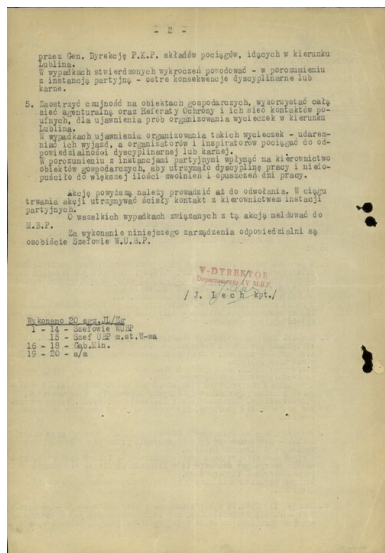 - 2 -
przez Gen. Dyrekcję P.K.P. składów pociągów, idących w kierunku
Lublina.
W wypadkach stwierdzonych wykroczeń powodować - w porozumieniu
z instancją partyjną - ostre konsekwencje dyscyplinarne lub
karne.
5. Zaostrzyć czujność na obiektach gospodarczych, wykorzystać całą
sieć agenturalną oraz Referaty Ochrony i ich sieć kontaktów po-
ufnych, dla ujawnienia prób organizowania wycieczek w kierunku
Lublina.
W wypadkach ujawnienia organizowania takich wycieczek - udarem-
niać ich wyjazd, a organizatorów i inspiratorów pociągać do od-
powiedzialności dyscyplinarnej lub karnej.
W porozumieniu z instancjami partyjnymi wpłynąć na kierownictwo
obiektów gospodarczych, aby utrzymało dyscyplinę pracy i niedo-
puściło do większej ilości zwolnień i opuszczeń dni pracy.
Akcję powyższą należy prowadzić aż do odwołania. W ciągu
trwania akcji utrzymywać ścisły kontakt z kierownictwem instancji
partyjnych.
O wszelkich wypadkach związanych z tą akcją meldować do
M.B.P.
Za wykonanie niniejszego zarządzenia odpowiedzialni są
osobiście Szefowie W.U.B.P.
V-DYREKTOR
Departamentu V M.B.P.
/ J. Lech kpt./
Wykonano 20 egz.JL/Zg
1 - 14 - Szefowie WUBP
15 - Szef UBP m.st.W-wa
16 - 18 - Gab.Min.
19 - 20 - a/a